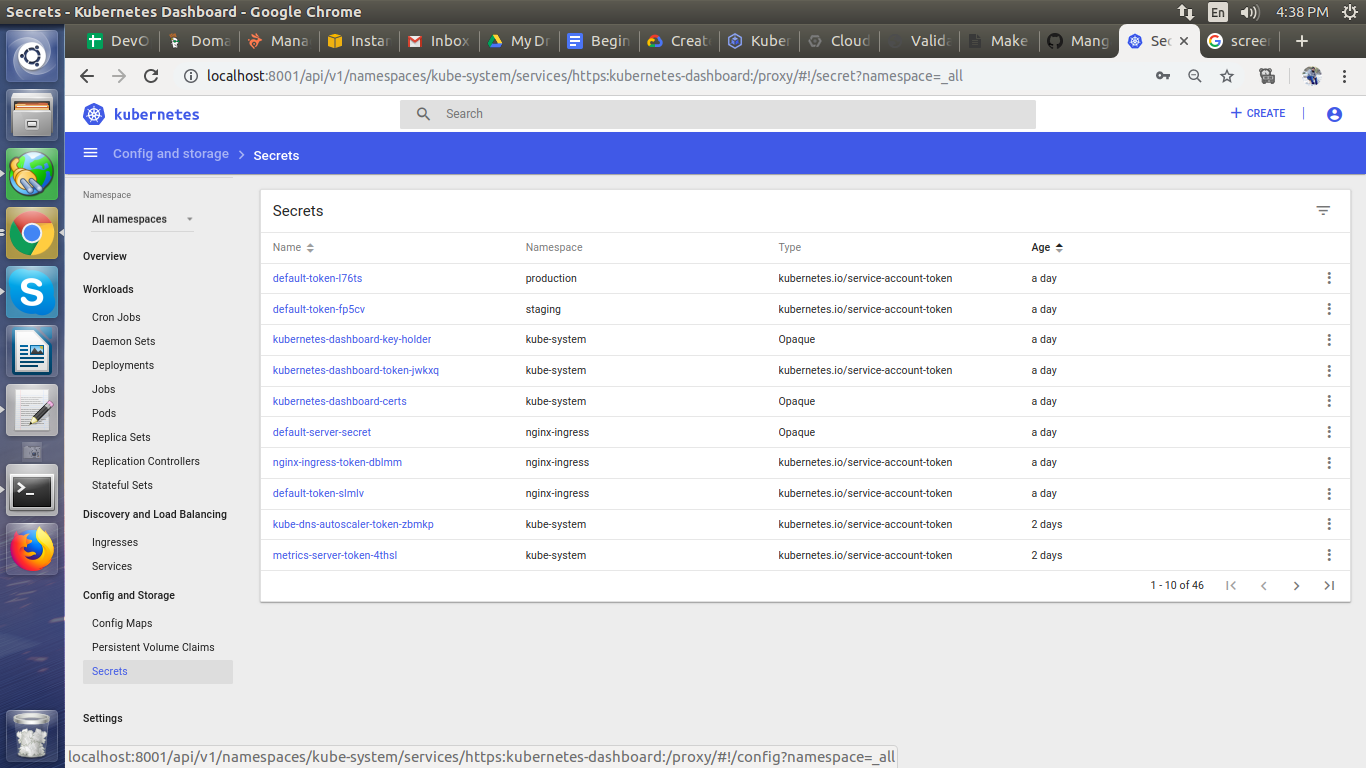 Secrets - Kubernetes Dashboard - Google Chrome En 4:38 PM
DevO Doma Mana Instan Inbox My Dr Begin Create Kuber Cloud Valida Make Mang Sec screen
localhost:8001/api/v1/namespaces/kube-system/services/https:kubernetes-dashboard:/proxy/#!/secret?namespace=_all
kubernetes Search + CREATE
Config and storage > Secrets
Namespace
All namespaces
Overview
Workloads
Cron Jobs
Daemon Sets
Deployments
Jobs
Pods
Replica Sets
Replication Controllers
Stateful Sets
Discovery and Load Balancing
Ingresses
Services
Config and Storage
Config Maps
Persistent Volume Claims
Secrets
Settings
Secrets
Name Namespace Type Age
default-token-l76ts production kubernetes.io/service-account-token a day
default-token-fp5cv staging kubernetes.io/service-account-token a day
kubernetes-dashboard-key-holder kube-system Opaque a day
kubernetes-dashboard-token-jwkxq kube-system kubernetes.io/service-account-token a day
kubernetes-dashboard-certs kube-system Opaque a day
default-server-secret nginx-ingress Opaque a day
nginx-ingress-token-dblmm nginx-ingress kubernetes.io/service-account-token a day
default-token-slmlv nginx-ingress kubernetes.io/service-account-token a day
kube-dns-autoscaler-token-zbmkp kube-system kubernetes.io/service-account-token 2 days
metrics-server-token-4thsl kube-system kubernetes.io/service-account-token 2 days
1 - 10 of 46
localhost:8001/api/v1/namespaces/kube-system/services/https:kubernetes-dashboard:/proxy/#!/config?namespace=_all